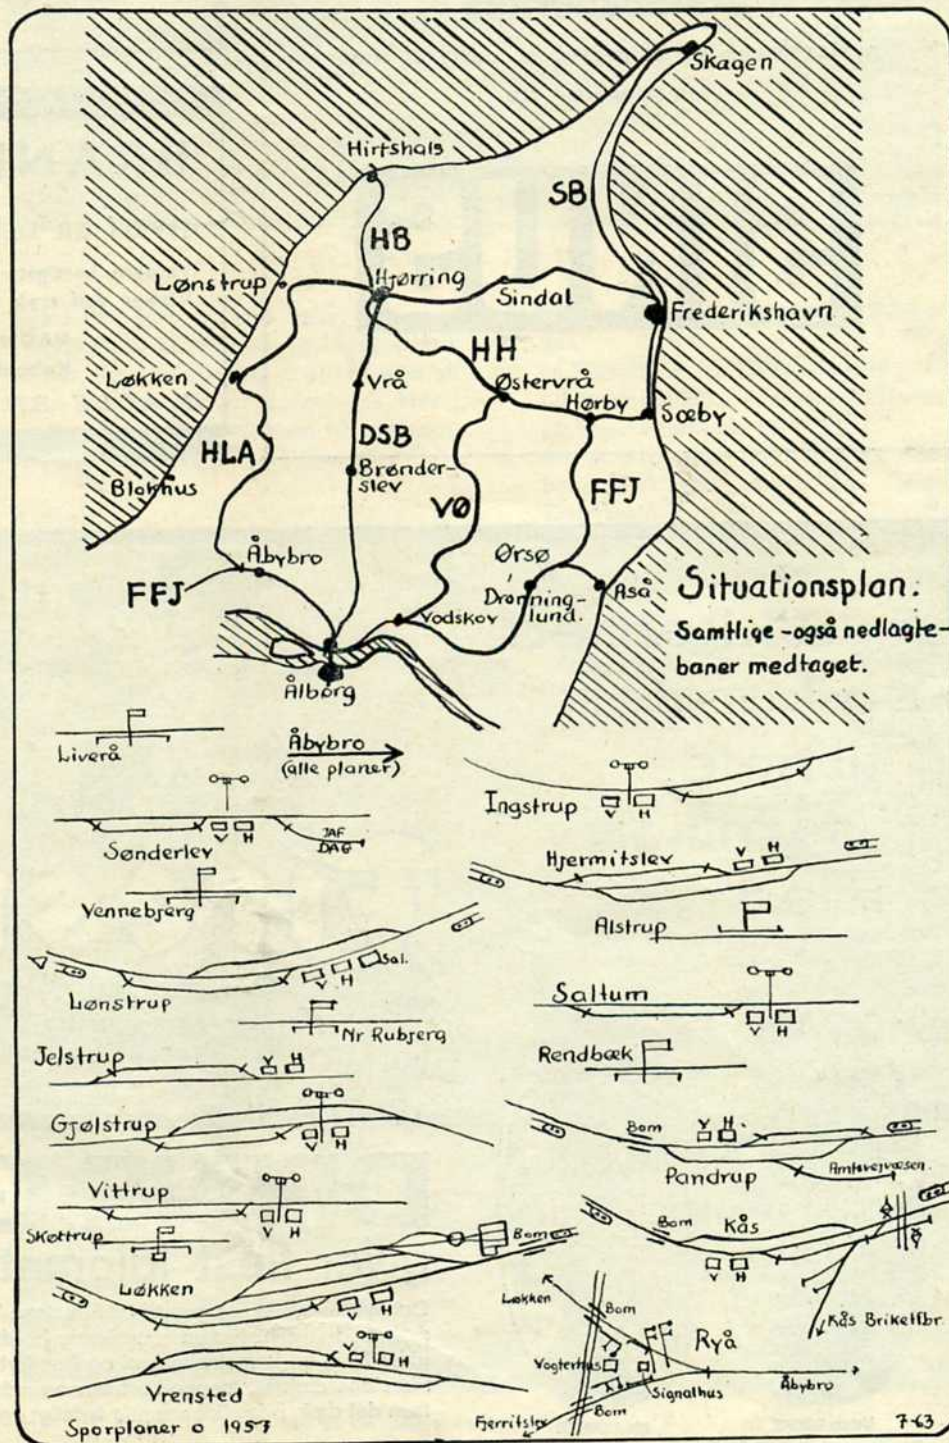 Skagen
Hirtshals
SB
HB
Lønstrup
Hjørring
Sindal
Frederikshavn
HH
Løkken
Vrå
Østervrå
Hørby
Sæby
HLA
DSB
Blokhus
Brønder-
slev
VØ
FFJ
Åbybro
Ørsø
FFJ
Dronning-
lund.
Aså
Vodskov
Ålborg
Situationsplan.
Samtlige -også nedlagte-
baner medtaget.
Liverå
Åbybro
(alle planer)
V H
Sønderlev
JAF
DAG
Vennebjerg
Sal.
V H
Lønstrup
Nr Rubjerg
Jelstrup
V H
Gjølstrup
V H
Vittrup
V H
Skøttrup
Løkken
Bom
V H
V H
Vrensted
Sporplaner o 1957
Ingstrup
V H
Hjermitslev
V H
Alstrup
Saltum
V H
Rendbæk
Bom
V H.
Pandrup
Amtsvejvæsen.
Bom
Kås
V H
Kås Briketfbr.
Løkken
Bom
Ryå
Vogterhus
Signalhus
Åbybro
Bom
Fjerritslev
7-63